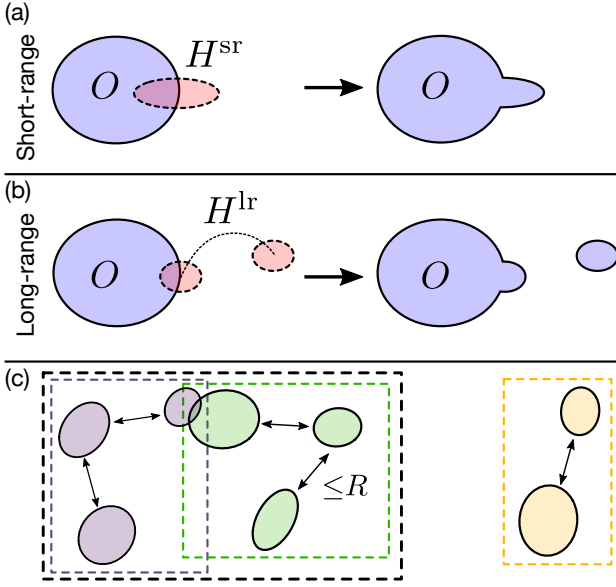 (a)
Short-range
O
H^sr
O
(b)
Long-range
O
H^lr
O
(c)
≤R